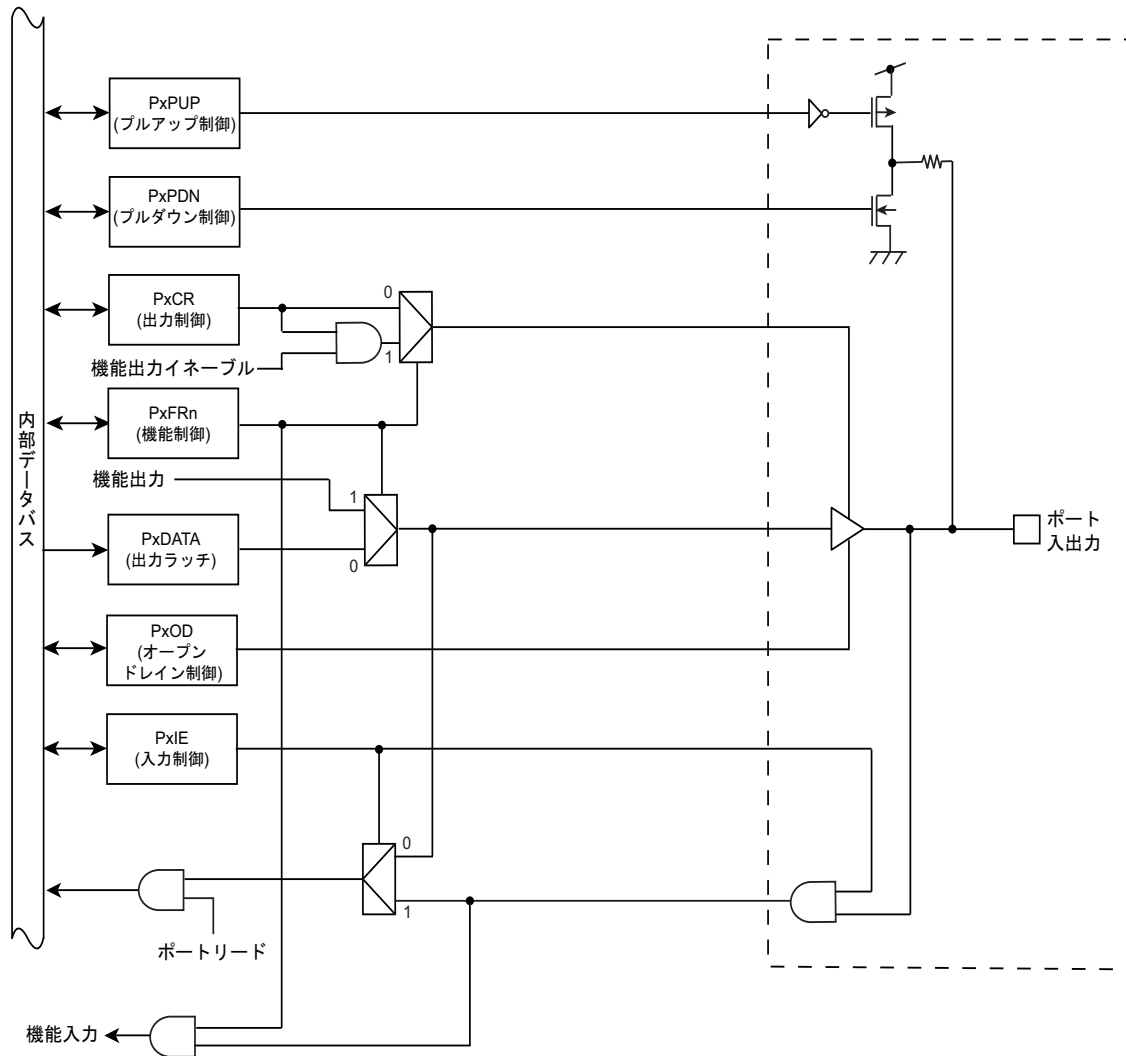 PxPUP
(プルアップ制御)
PxPDN
(プルダウン制御)
PxCR
(出力制御)
0
1
機能出力イネーブル
PxFRn
(機能制御)
内部データバス
機能出力
1
0
PxDATA
(出力ラッチ)
ポート
入出力
PxOD
(オープン
ドレイン制御)
PxIE
(入力制御)
0
1
ポートリード
機能入力